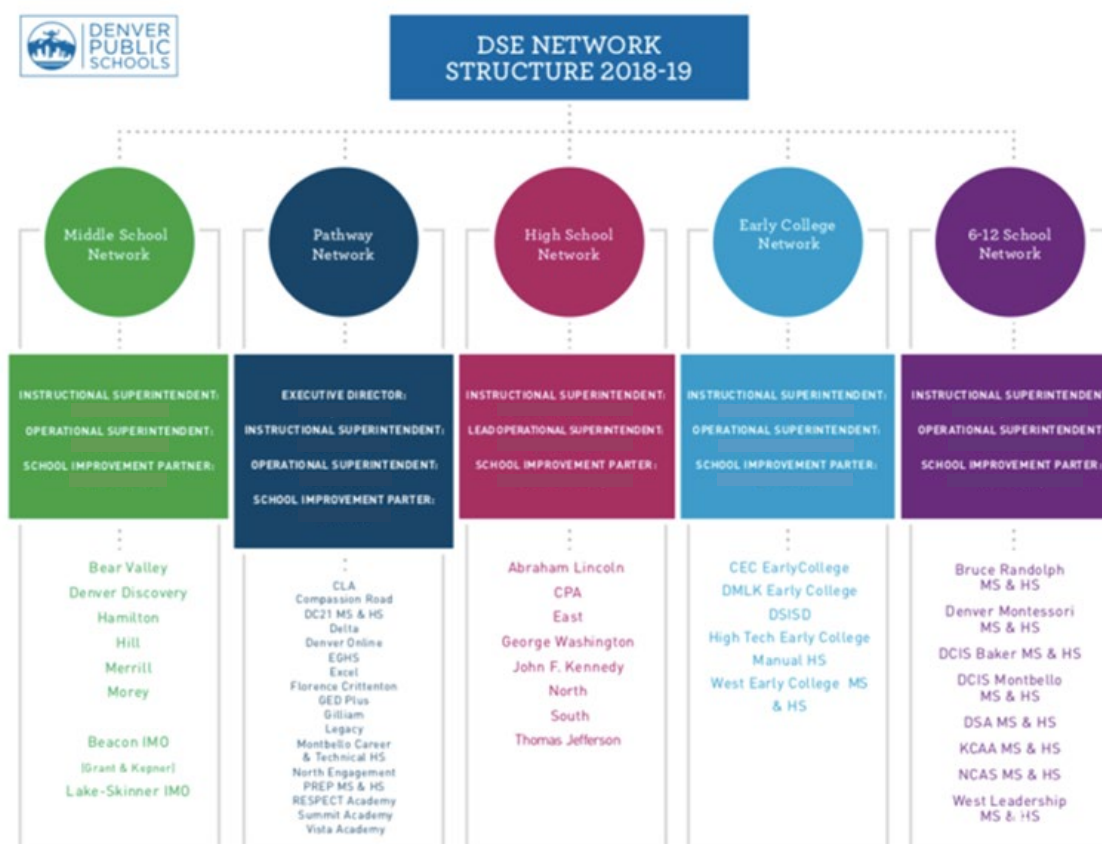 DENVER
PUBLIC
SCHOOLS
DSE NETWORK
STRUCTURE 2018-19
Middle School
Network
INSTRUCTIONAL SUPERINTENDENT:
OPERATIONAL SUPERINTENDENT:
SCHOOL IMPROVEMENT PARTNER:
Bear Valley
Denver Discovery
Hamilton
Hill
Merrill
Morey
Beacon IMO
(Grant & Kepner)
Lake-Skinner IMO
Pathway
Network
EXECUTIVE DIRECTOR:
INSTRUCTIONAL SUPERINTENDENT:
OPERATIONAL SUPERINTENDENT:
SCHOOL IMPROVEMENT PARTER:
CLA
Compassion Road
DC21 MS & HS
Delta
Denver Online
EGHS
Excel
Florence Crittenton
GED Plus
Gilliam
Legacy
Montbello Career
& Technical HS
North Engagement
PREP MS & HS
RESPECT Academy
Summit Academy
Vista Academy
High School
Network
INSTRUCTIONAL SUPERINTENDENT:
LEAD OPERATIONAL SUPERINTENDENT:
SCHOOL IMPROVEMENT PARTER:
Abraham Lincoln
CPA
East
George Washington
John F. Kennedy
North
South
Thomas Jefferson
Early College
Network
INSTRUCTIONAL SUPERINTENDENT:
OPERATIONAL SUPERINTENDENT:
SCHOOL IMPROVEMENT PARTER:
CEC EarlyCollege
DMLK Early College
DSISD
High Tech Early College
Manual HS
West Early College MS
& HS
6-12 School
Network
INSTRUCTIONAL SUPERINTENDENT
OPERATIONAL SUPERINTENDENT
SCHOOL IMPROVEMENT PARTER:
Bruce Randolph
MS & HS
Denver Montessori
MS & HS
DCIS Baker MS & HS
DCIS Montbello
MS & HS
DSA MS & HS
KCAA MS & HS
NCAS MS & HS
West Leadership
MS & HS